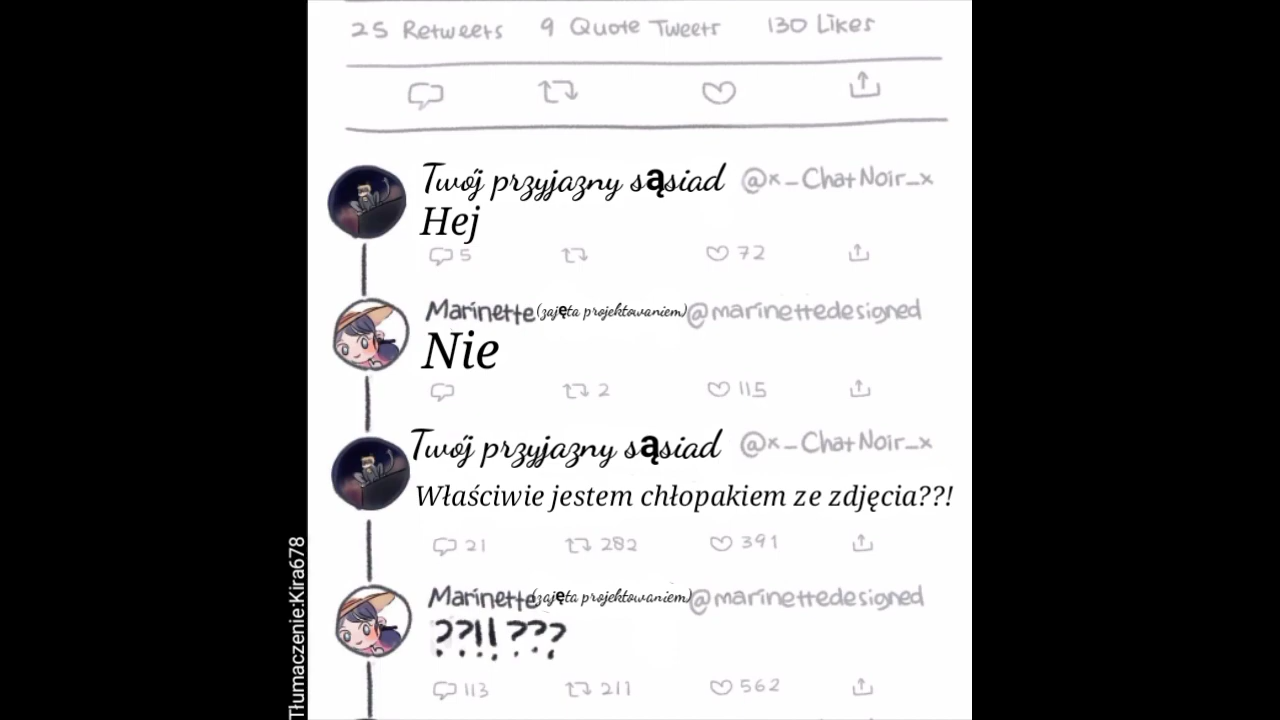 25 Retweets 9 Quote Tweets 130 Likes
Twój przyjazny sąsiad @x_ChatNoir_x
Hej
5 72
Marinette (zajęta projektowaniem) @marinettedesigned
Nie
2 115
Twój przyjazny sąsiad @x_ChatNoir_x
Właściwie jestem chłopakiem ze zdjęcia??!
21 282 391
Marinette (zajęta projektowaniem) @marinettedesigned
??!! ???
113 211 562
Tłumaczenie:Kira678